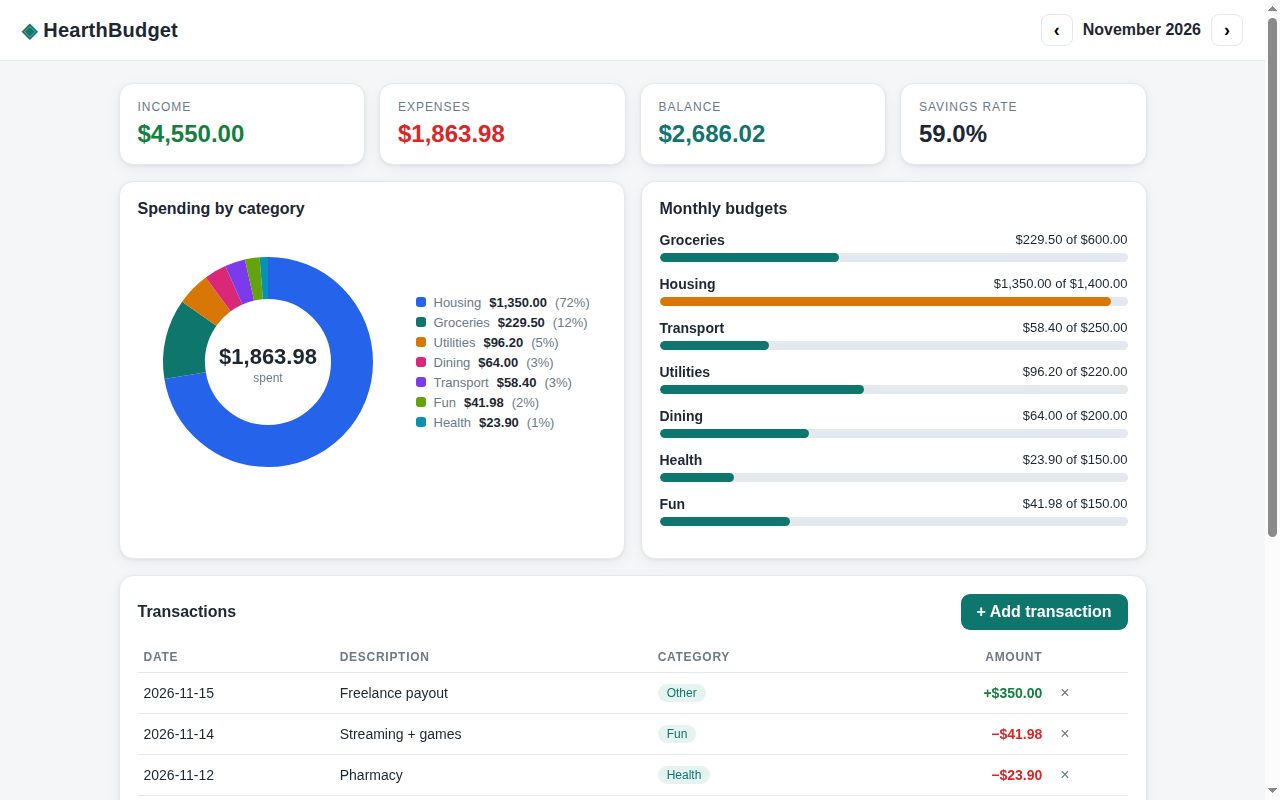 ◈ HearthBudget
‹ November 2026 ›
INCOME
$4,550.00
EXPENSES
$1,863.98
BALANCE
$2,686.02
SAVINGS RATE
59.0%
Spending by category
$1,863.98
spent
Housing $1,350.00 (72%)
Groceries $229.50 (12%)
Utilities $96.20 (5%)
Dining $64.00 (3%)
Transport $58.40 (3%)
Fun $41.98 (2%)
Health $23.90 (1%)
Monthly budgets
Groceries $229.50 of $600.00
Housing $1,350.00 of $1,400.00
Transport $58.40 of $250.00
Utilities $96.20 of $220.00
Dining $64.00 of $200.00
Health $23.90 of $150.00
Fun $41.98 of $150.00
Transactions + Add transaction
DATE DESCRIPTION CATEGORY AMOUNT
2026-11-15 Freelance payout Other +$350.00 ×
2026-11-14 Streaming + games Fun −$41.98 ×
2026-11-12 Pharmacy Health −$23.90 ×